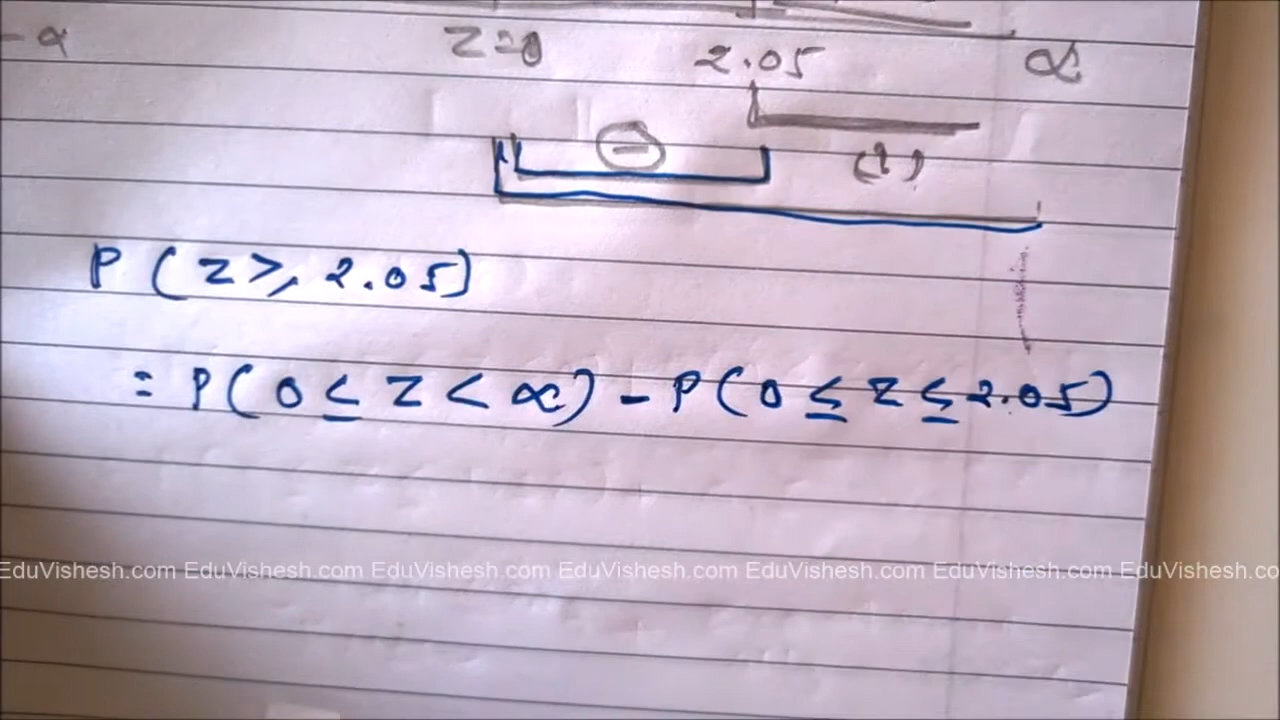 -α Z=0 2.05 α
(1)
P ( Z ≥ 2.05)
= P( 0 ≤ Z < α) - P( 0 ≤ Z ≤ 2.05)
EduVishesh.com EduVishesh.com EduVishesh.com EduVishesh.com EduVishesh.com EduVishesh.com EduVishesh.co